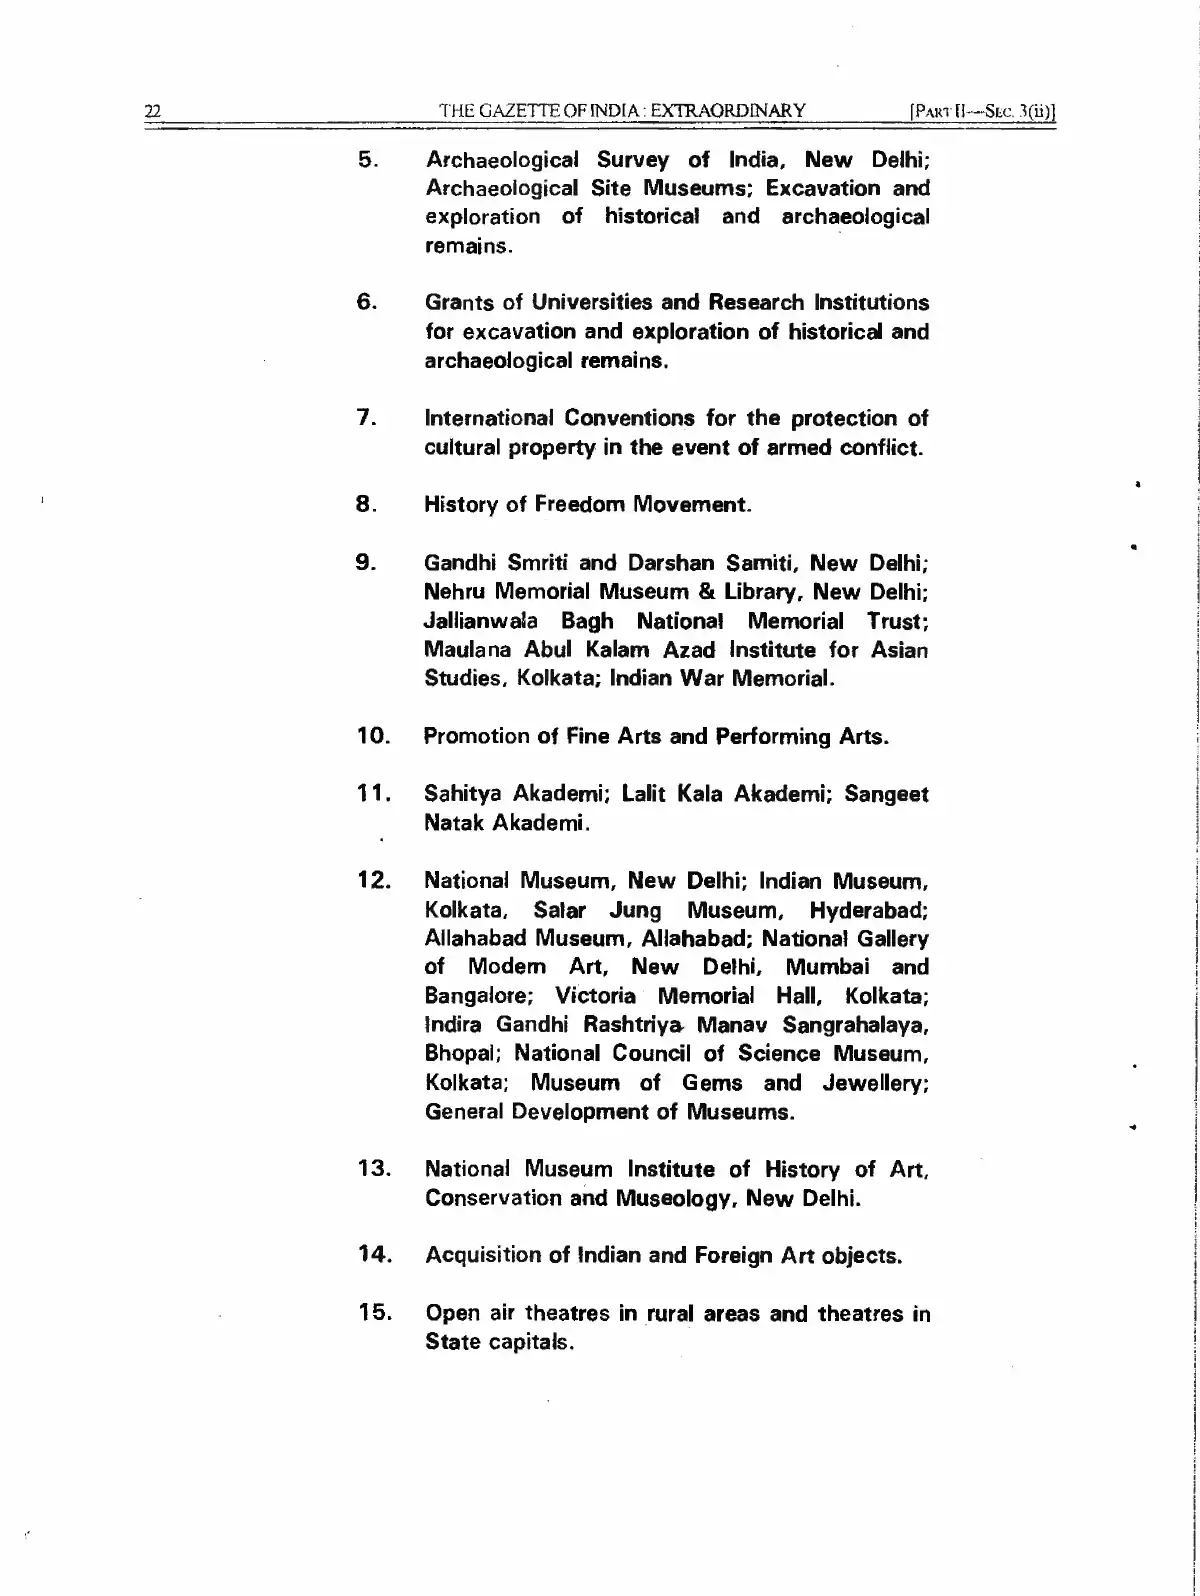 22 THE GAZETTE OF INDIA : EXTRAORDINARY [PART II—SEC. 3(ii)]
5. Archaeological Survey of India, New Delhi;
Archaeological Site Museums; Excavation and
exploration of historical and archaeological
remains.
6. Grants of Universities and Research Institutions
for excavation and exploration of historical and
archaeological remains.
7. International Conventions for the protection of
cultural property in the event of armed conflict.
8. History of Freedom Movement.
9. Gandhi Smriti and Darshan Samiti, New Delhi;
Nehru Memorial Museum & Library, New Delhi;
Jallianwala Bagh National Memorial Trust;
Maulana Abul Kalam Azad Institute for Asian
Studies, Kolkata; Indian War Memorial.
10. Promotion of Fine Arts and Performing Arts.
11. Sahitya Akademi; Lalit Kala Akademi; Sangeet
Natak Akademi.
12. National Museum, New Delhi; Indian Museum,
Kolkata, Salar Jung Museum, Hyderabad;
Allahabad Museum, Allahabad; National Gallery
of Modern Art, New Delhi, Mumbai and
Bangalore; Victoria Memorial Hall, Kolkata;
Indira Gandhi Rashtriya Manav Sangrahalaya,
Bhopal; National Council of Science Museum,
Kolkata; Museum of Gems and Jewellery;
General Development of Museums.
13. National Museum Institute of History of Art,
Conservation and Museology, New Delhi.
14. Acquisition of Indian and Foreign Art objects.
15. Open air theatres in rural areas and theatres in
State capitals.